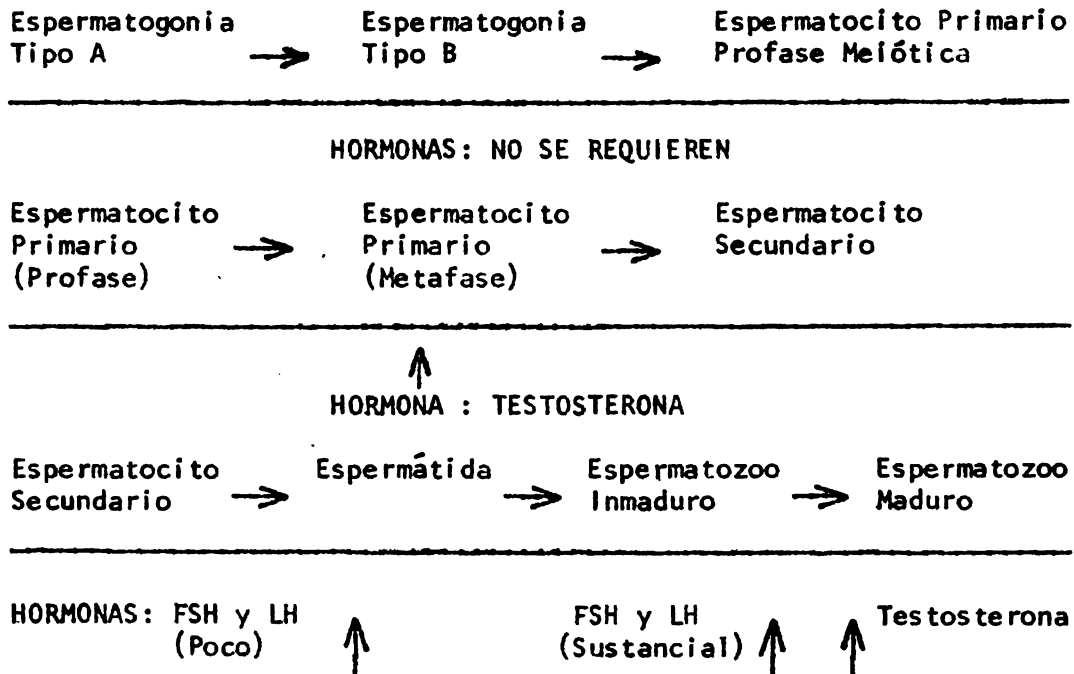 Espermatogonia Espermatogonia Espermatocito Primario
Tipo A → Tipo B → Profase Meiótica
HORMONAS: NO SE REQUIEREN
Espermatocito Espermatocito Espermatocito
Primario → Primario → Secundario
(Profase) (Metafase)
↑
HORMONA : TESTOSTERONA
Espermatocito Espermátida Espermatozoo Espermatozoo
Secundario → → Inmaduro → Maduro
HORMONAS: FSH y LH FSH y LH Testosterona
(Poco) ↑ (Sustancial) ↑ ↑